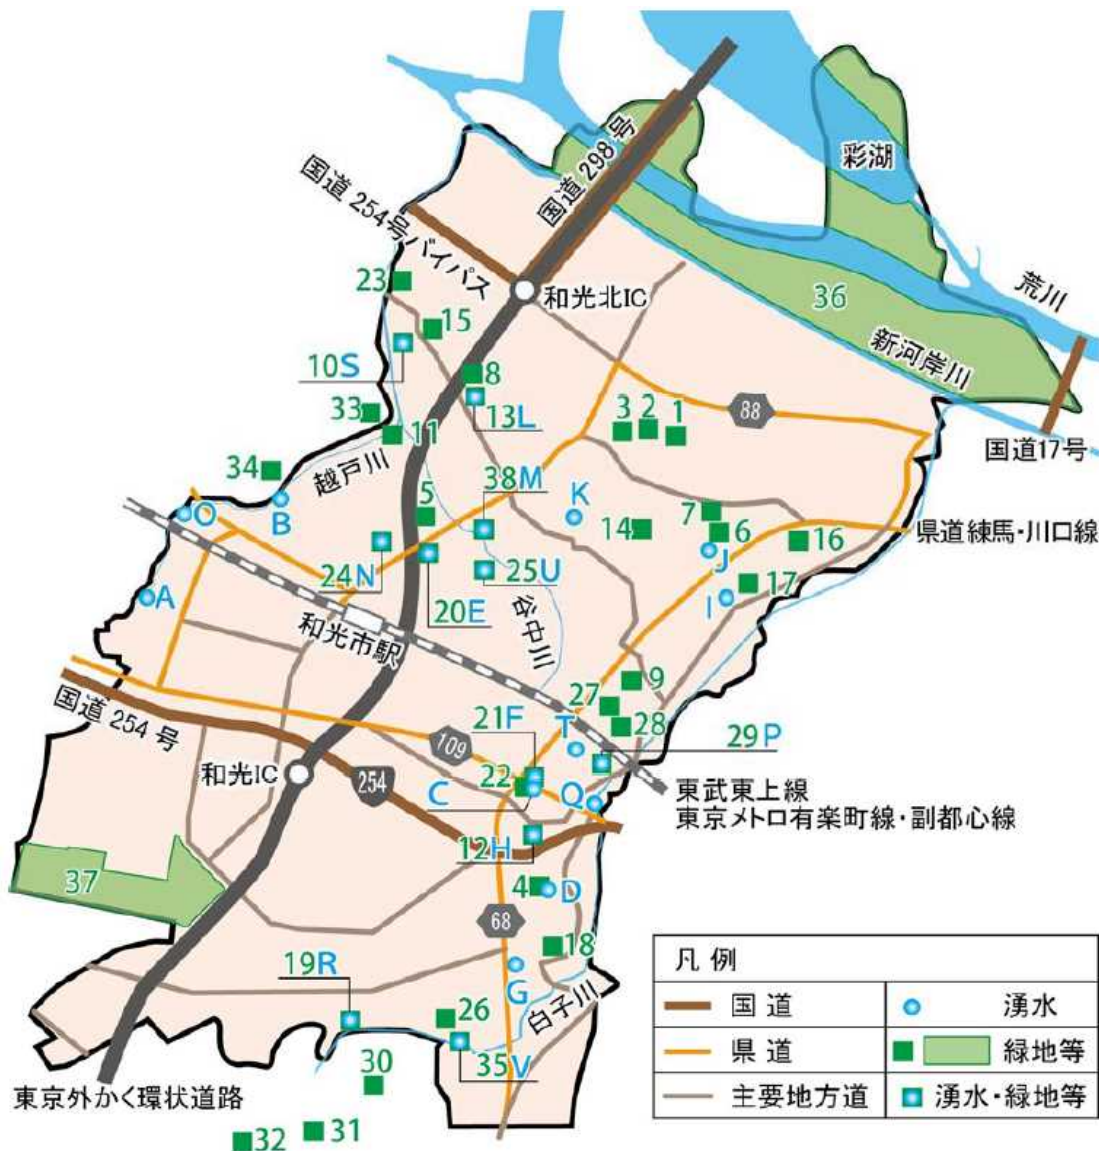 彩湖
国道 298 号
国道 254号バイパス
荒川
36
和光北IC
新河岸川
23
15
10S
8
13L
33
11
3
2
1
88
国道17号
34
越戸川
38M
5
K
7
6
14
16
県道練馬・川口線
O
B
J
24N
25U
17
A
20E
I
谷中川
和光市駅
9
27
28
国道 254 号
21F
T
29P
109
和光IC
254
22
C
Q
東武東上線
東京メトロ有楽町線・副都心線
12H
37
4
D
68
18
19R
G
白子川
26
35V
30
東京外かく環状道路
31
32
凡 例
国 道
湧水
県 道
緑地等
主要地方道
湧水・緑地等